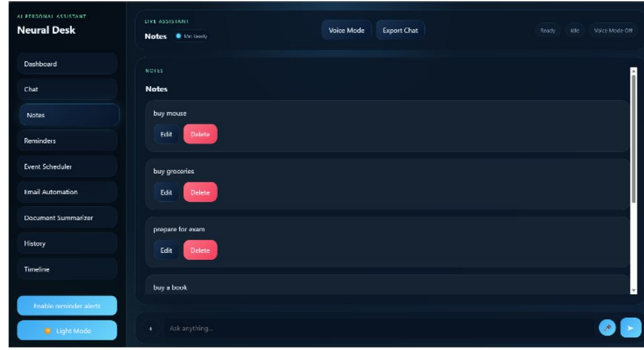 AI PERSONAL ASSISTANT
Neural Desk
Dashboard
Chat
Notes
Reminders
Event Scheduler
Email Automation
Document Summarizer
History
Timeline
Enable reminder alerts
Light Mode
LIVE ASSISTANT
Notes
Ready
Voice Mode
Export Chat
Ready
Idle
Voice Mode Off
NOTES
Notes
buy mouse
Edit
Delete
buy groceries
Edit
Delete
prepare for exam
Edit
Delete
buy a book
Ask anything...